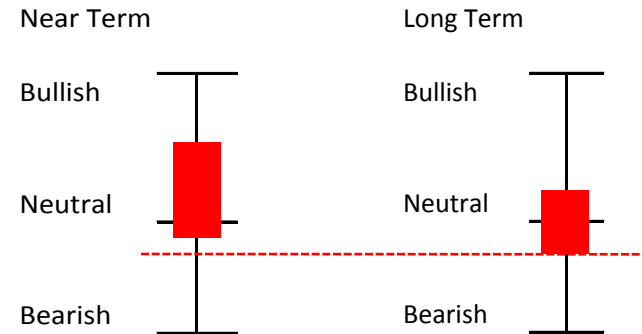 Near Term
Bullish
Neutral
Bearish
Long Term
Bullish
Neutral
Bearish